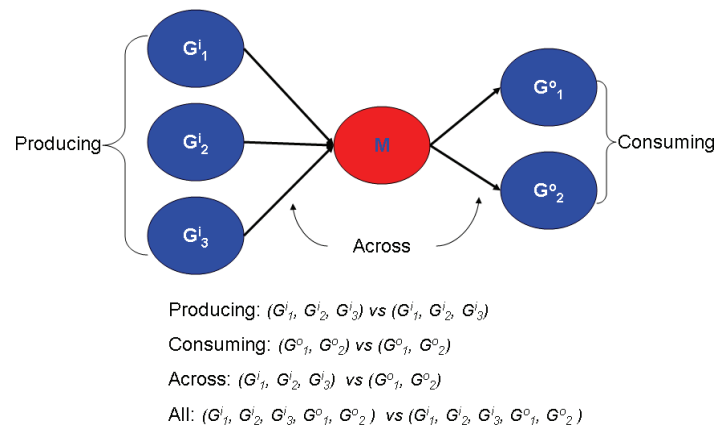 Gⁱ₁
Gᵒ₁
Producing
Gⁱ₂
M
Consuming
Gᵒ₂
Gⁱ₃
Across
Producing: (Gⁱ₁, Gⁱ₂, Gⁱ₃) vs (Gⁱ₁, Gⁱ₂, Gⁱ₃)
Consuming: (Gᵒ₁, Gᵒ₂) vs (Gᵒ₁, Gᵒ₂)
Across: (Gⁱ₁, Gⁱ₂, Gⁱ₃) vs (Gᵒ₁, Gᵒ₂)
All: (Gⁱ₁, Gⁱ₂, Gⁱ₃, Gᵒ₁, Gᵒ₂ ) vs (Gⁱ₁, Gⁱ₂, Gⁱ₃, Gᵒ₁, Gᵒ₂ )